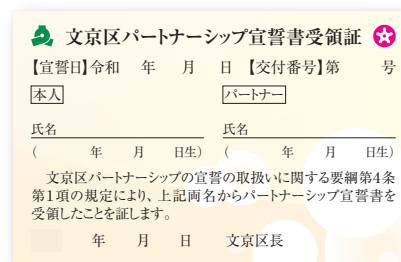 文京区パートナーシップ宣誓書受領証
【宣誓日】令和　年　月　日　【交付番号】第　号
本人　パートナー
氏名　氏名
（　年　月　日生）（　年　月　日生）
文京区パートナーシップの宣誓の取扱いに関する要綱第4条
第1項の規定により、上記両名からパートナーシップ宣誓書を
受領したことを証します。
年　月　日　文京区長